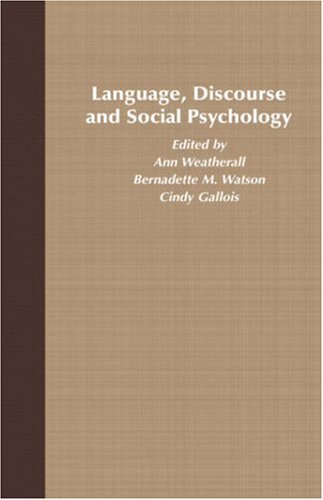 Language, Discourse
and Social Psychology
Edited by
Ann Weatherall
Bernadette M. Watson
Cindy Gallois